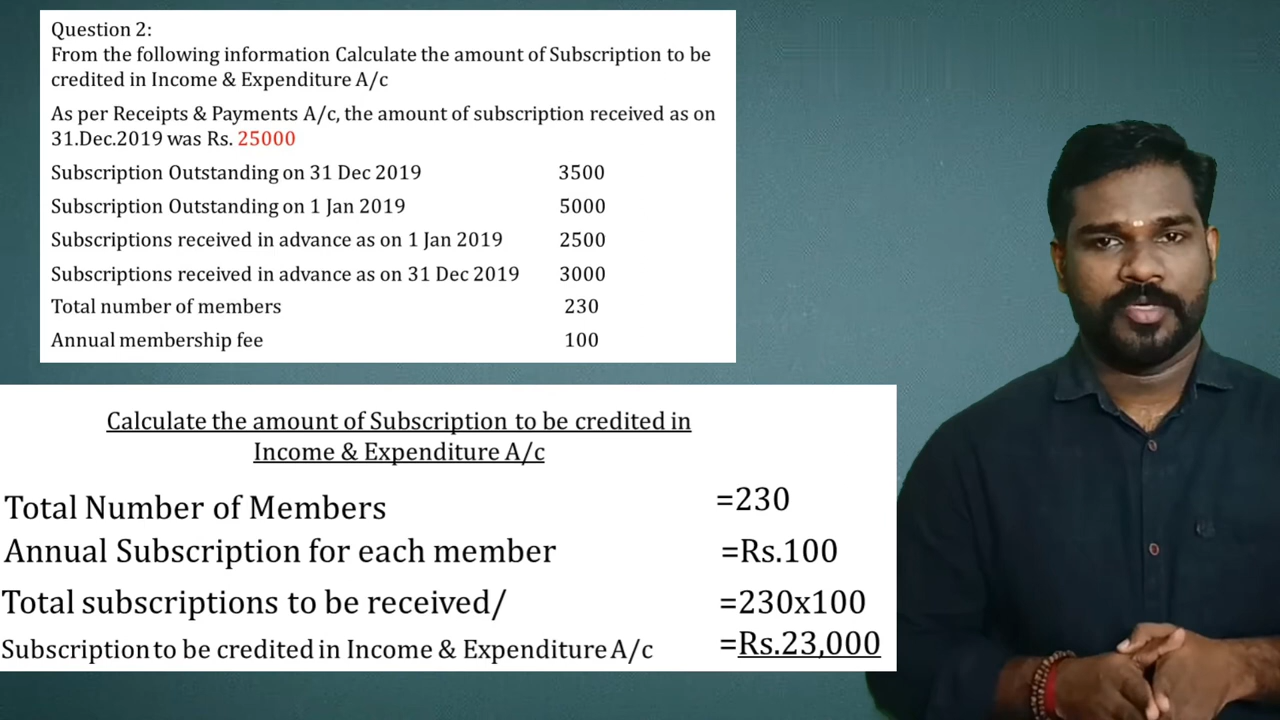 Question 2:
From the following information Calculate the amount of Subscription to be
credited in Income & Expenditure A/c
As per Receipts & Payments A/c, the amount of subscription received as on
31.Dec.2019 was Rs. 25000
Subscription Outstanding on 31 Dec 2019 3500
Subscription Outstanding on 1 Jan 2019 5000
Subscriptions received in advance as on 1 Jan 2019 2500
Subscriptions received in advance as on 31 Dec 2019 3000
Total number of members 230
Annual membership fee 100
Calculate the amount of Subscription to be credited in
Income & Expenditure A/c
Total Number of Members =230
Annual Subscription for each member =Rs.100
Total subscriptions to be received/ =230x100
Subscription to be credited in Income & Expenditure A/c =Rs.23,000